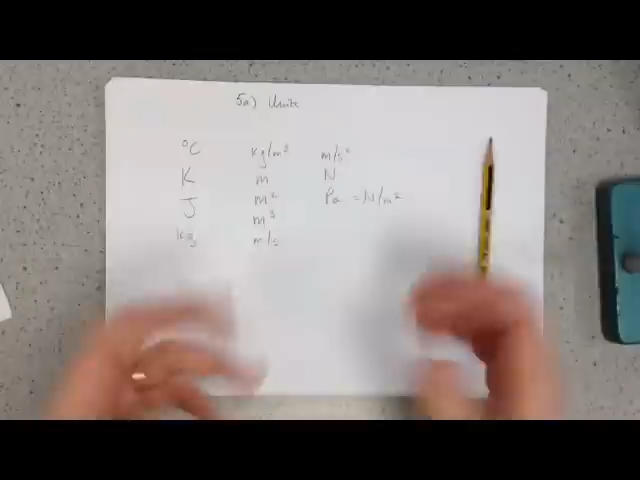 5a) Units
°C
K
J
kg
kg/m³
m
m²
m³
m/s
m/s²
N
Pa = N/m²